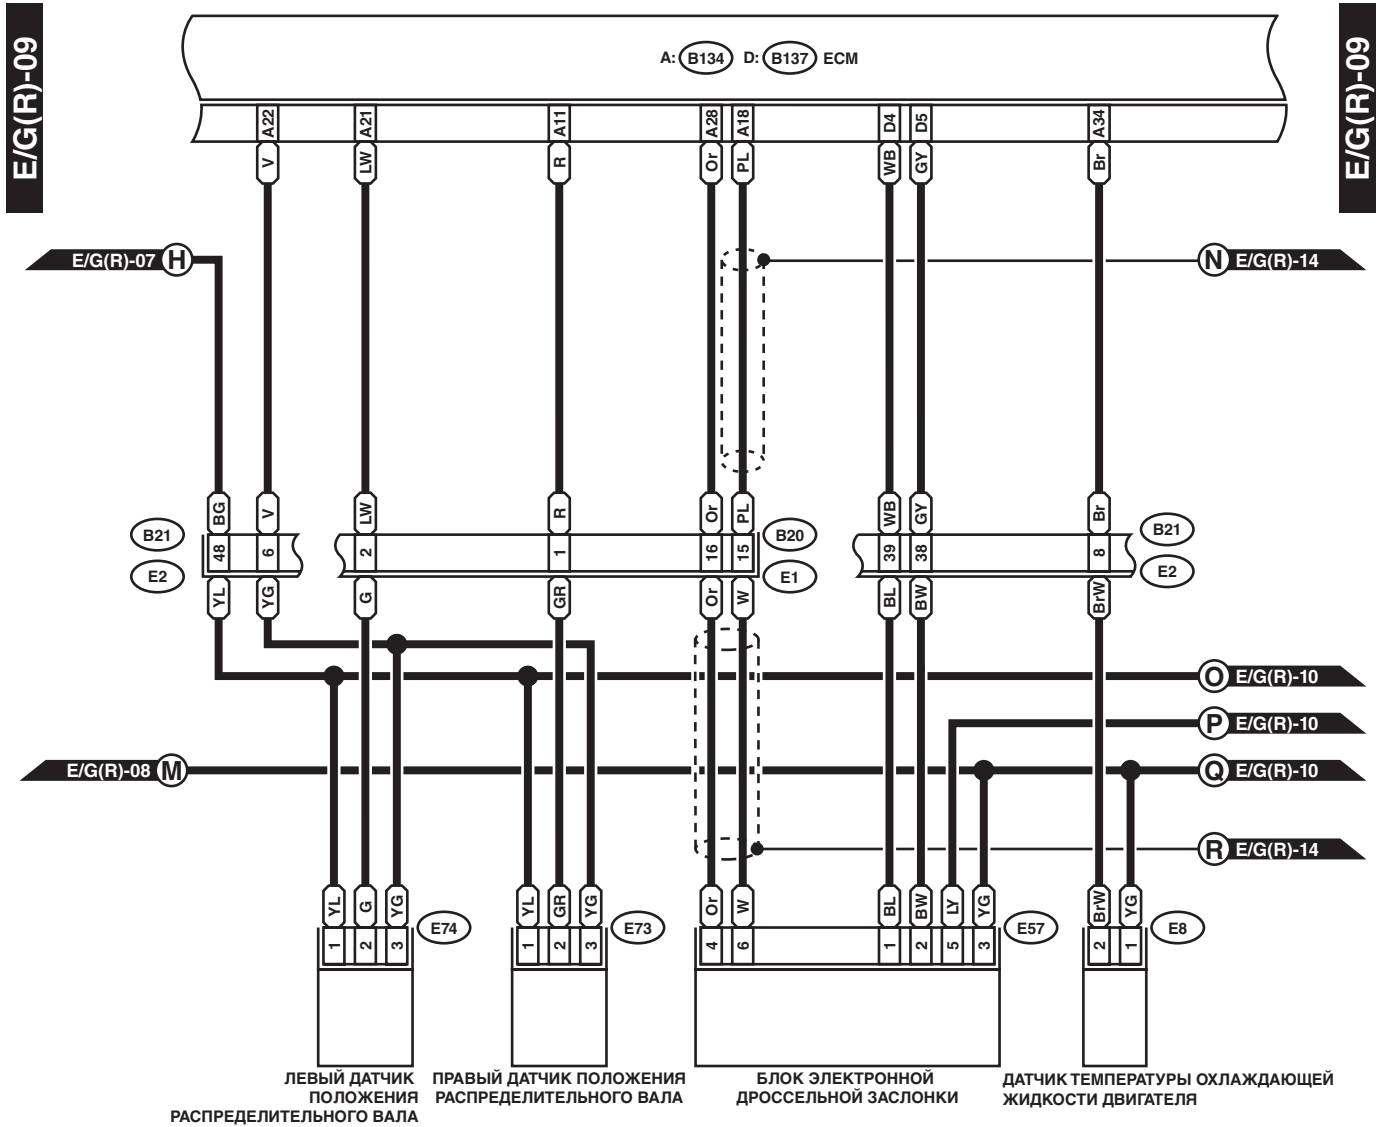 E/G(R)-09
E/G(R)-09
A: B134 D: B137 ECM
A22 A21 A11 A28 A18 D4 D5 A34
V LW R Or PL WB GY Br
E/G(R)-07 H
N E/G(R)-14
BG V LW R Or PL WB GY Br
B21 B20 B21
48 6 2 1 16 15 39 38 8
E2 E1 E2
YL YG G GR Or W BL BW BrW
O E/G(R)-10
P E/G(R)-10
E/G(R)-08 M
Q E/G(R)-10
R E/G(R)-14
YL G YG YL GR YG Or W BL BW LY YG BrW YG
E74 E73 E57 E8
1 2 3 1 2 3 4 6 1 2 5 3 2 1
ЛЕВЫЙ ДАТЧИК
ПОЛОЖЕНИЯ
РАСПРЕДЕЛИТЕЛЬНОГО ВАЛА
ПРАВЫЙ ДАТЧИК ПОЛОЖЕНИЯ
РАСПРЕДЕЛИТЕЛЬНОГО ВАЛА
БЛОК ЭЛЕКТРОННОЙ
ДРОССЕЛЬНОЙ ЗАСЛОНКИ
ДАТЧИК ТЕМПЕРАТУРЫ ОХЛАЖДАЮЩЕЙ
ЖИДКОСТИ ДВИГАТЕЛЯ